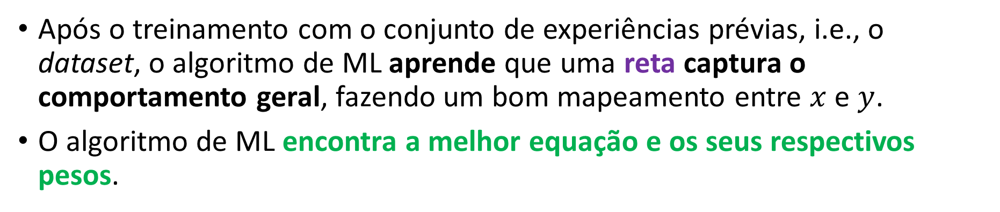 • Após o treinamento com o conjunto de experiências prévias, i.e., o
dataset, o algoritmo de ML aprende que uma reta captura o
comportamento geral, fazendo um bom mapeamento entre 𝑥 e 𝑦.
• O algoritmo de ML encontra a melhor equação e os seus respectivos
pesos.